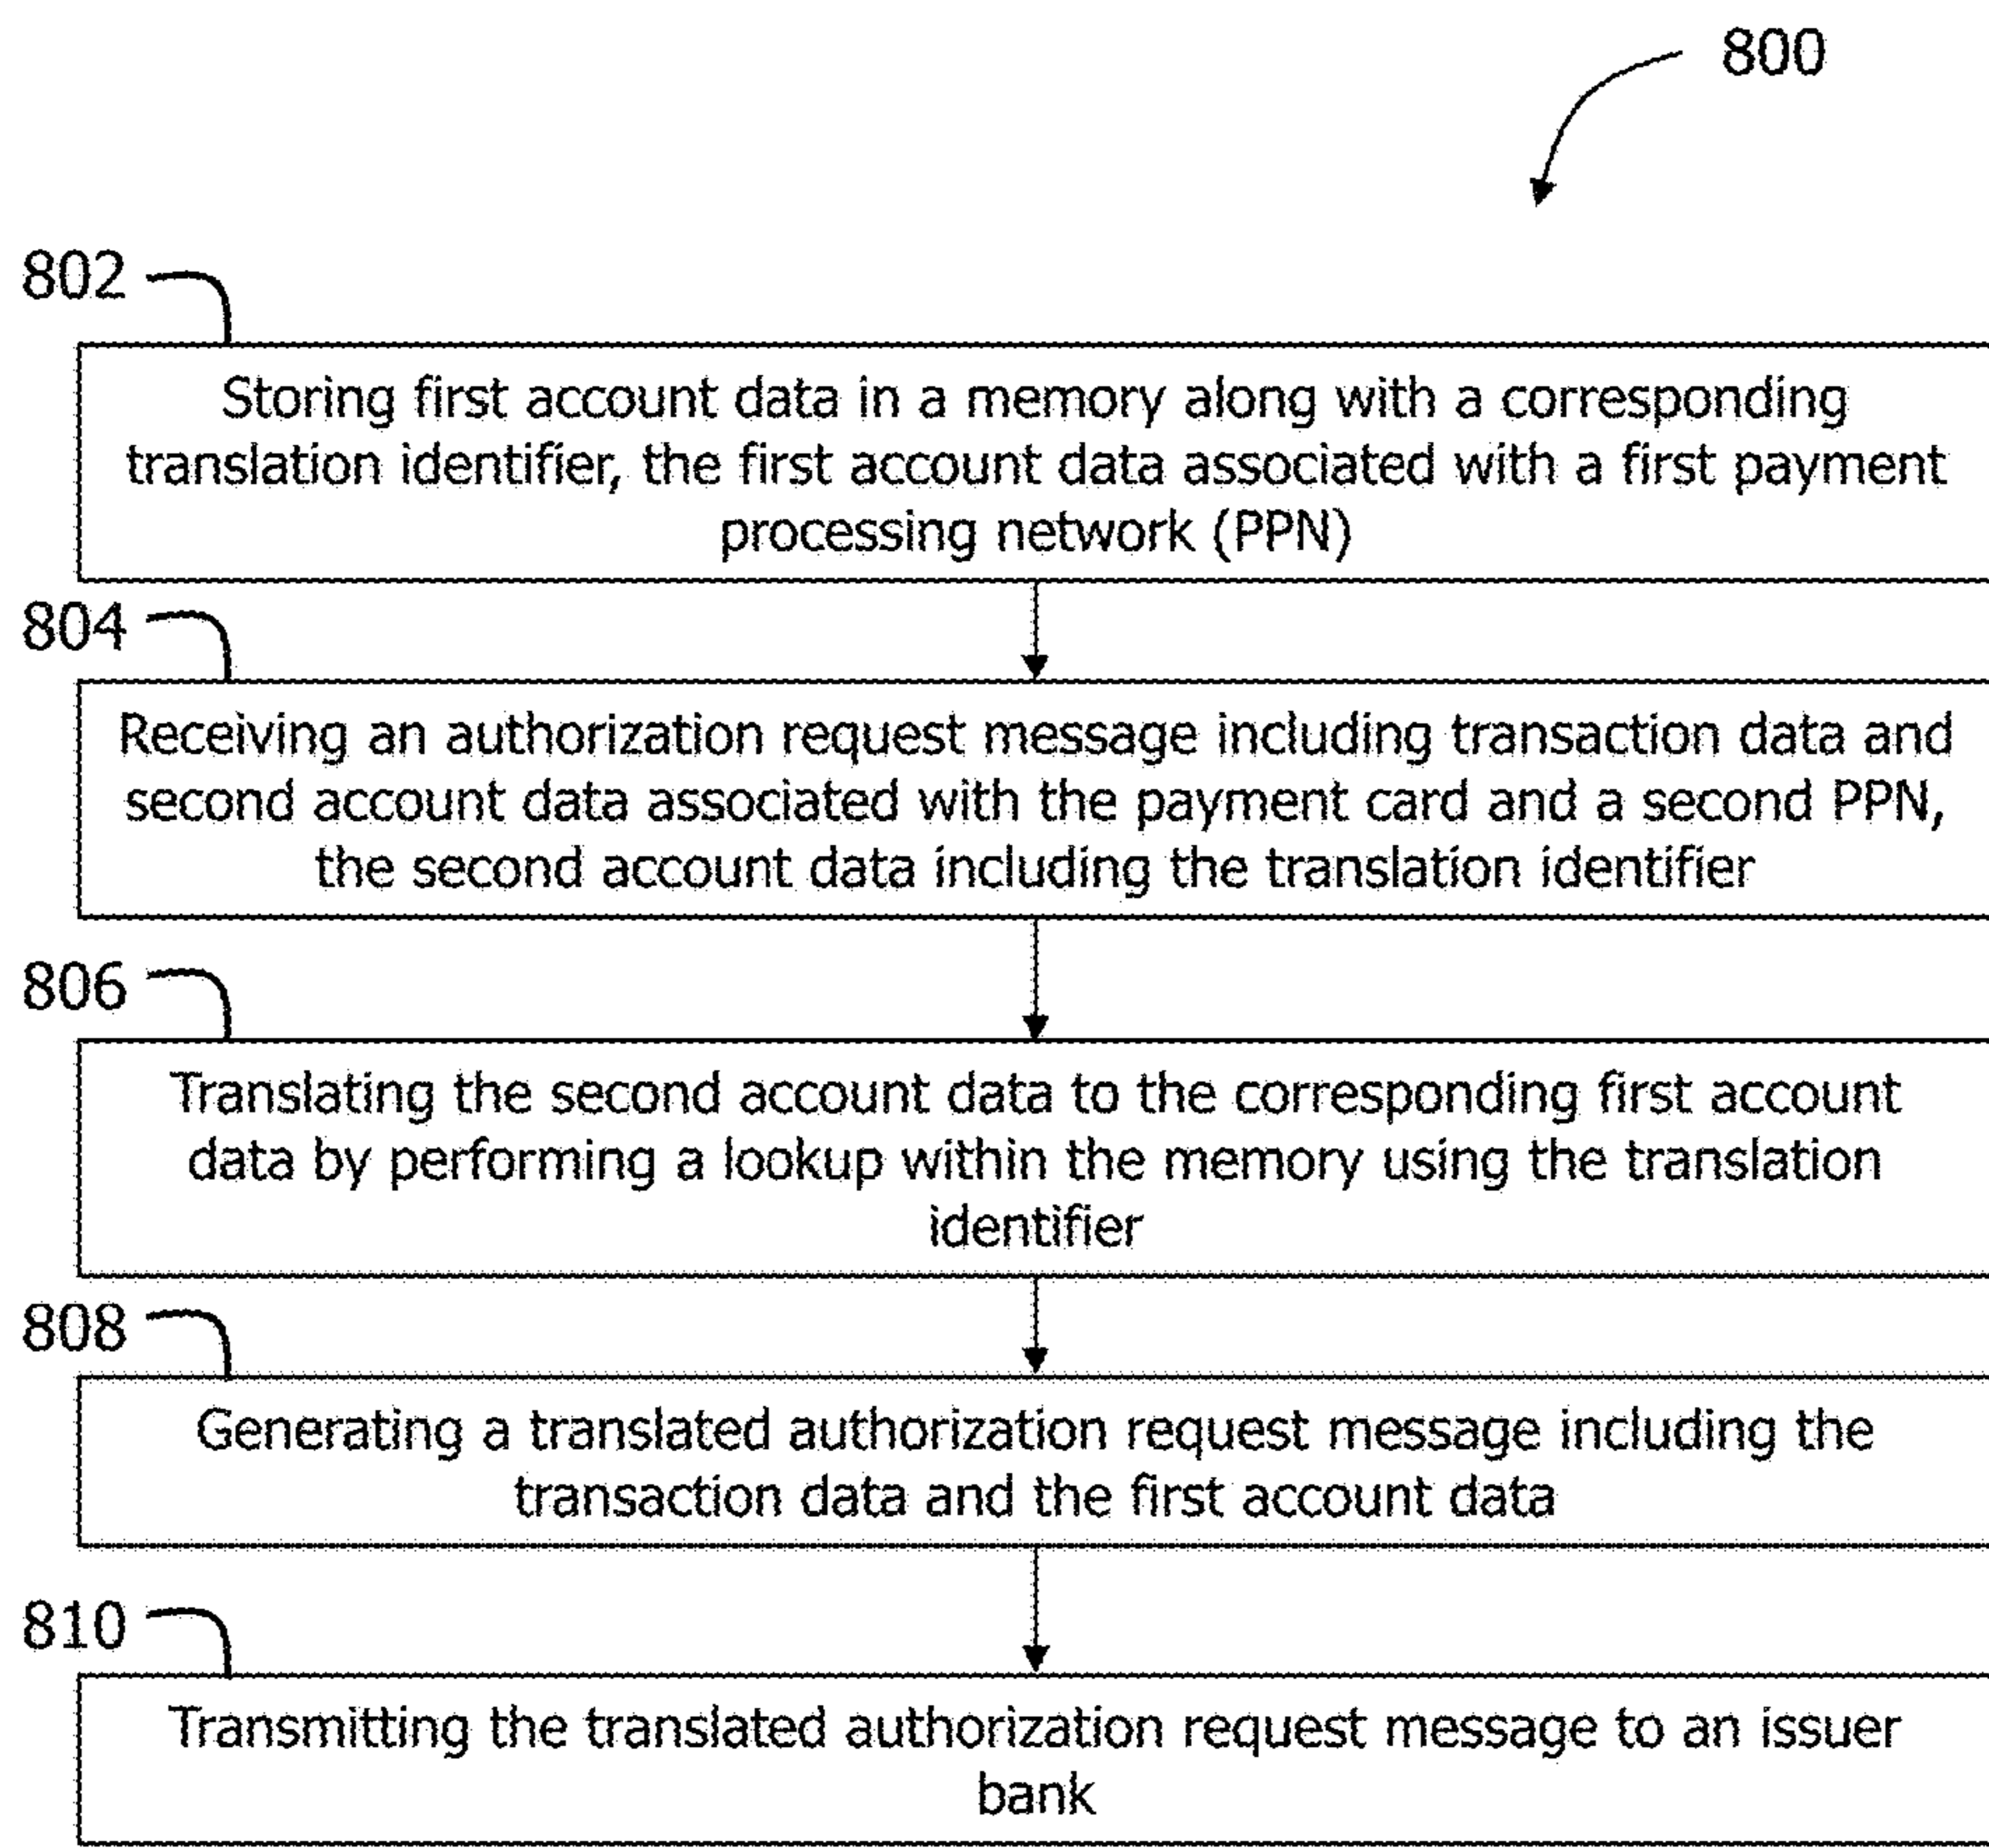 800
802
Storing first account data in a memory along with a corresponding
translation identifier, the first account data associated with a first payment
processing network (PPN)
804
Receiving an authorization request message including transaction data and
second account data associated with the payment card and a second PPN,
the second account data including the translation identifier
806
Translating the second account data to the corresponding first account
data by performing a lookup within the memory using the translation
identifier
808
Generating a translated authorization request message including the
transaction data and the first account data
810
Transmitting the translated authorization request message to an issuer
bank